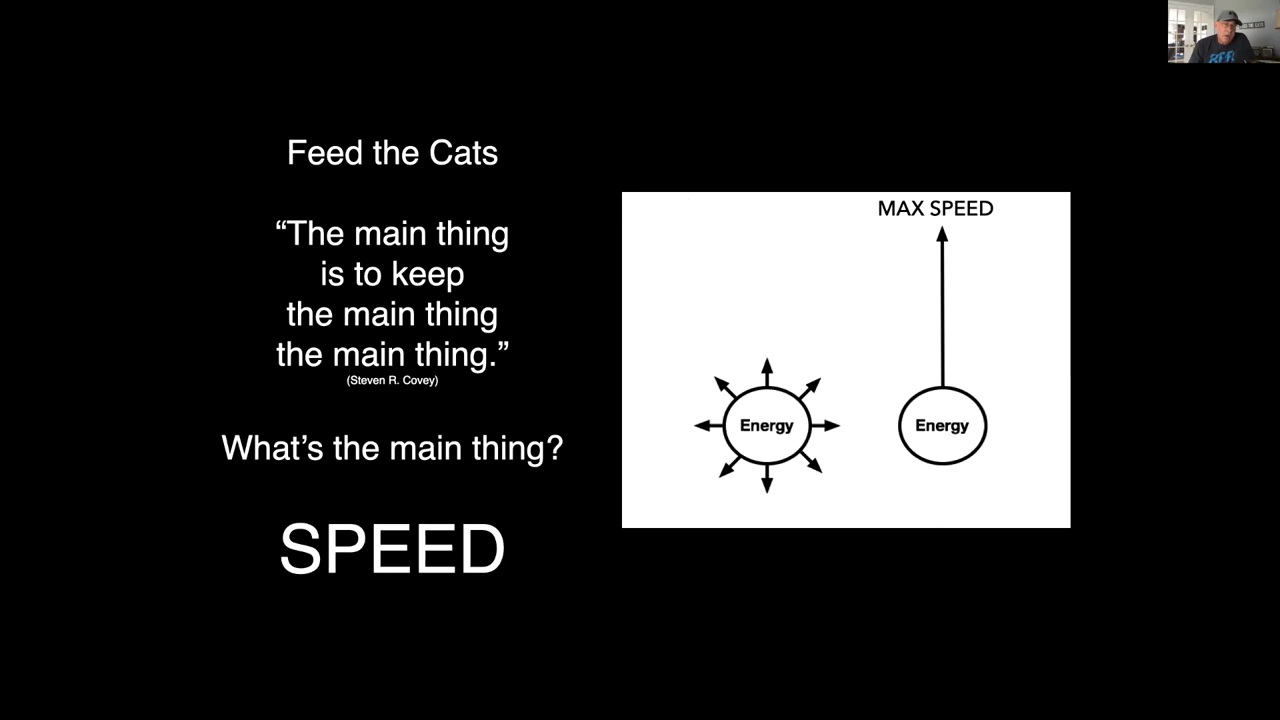 Feed the Cats
“The main thing
is to keep
the main thing
the main thing.”
(Steven R. Covey)
What’s the main thing?
SPEED
MAX SPEED
Energy
Energy